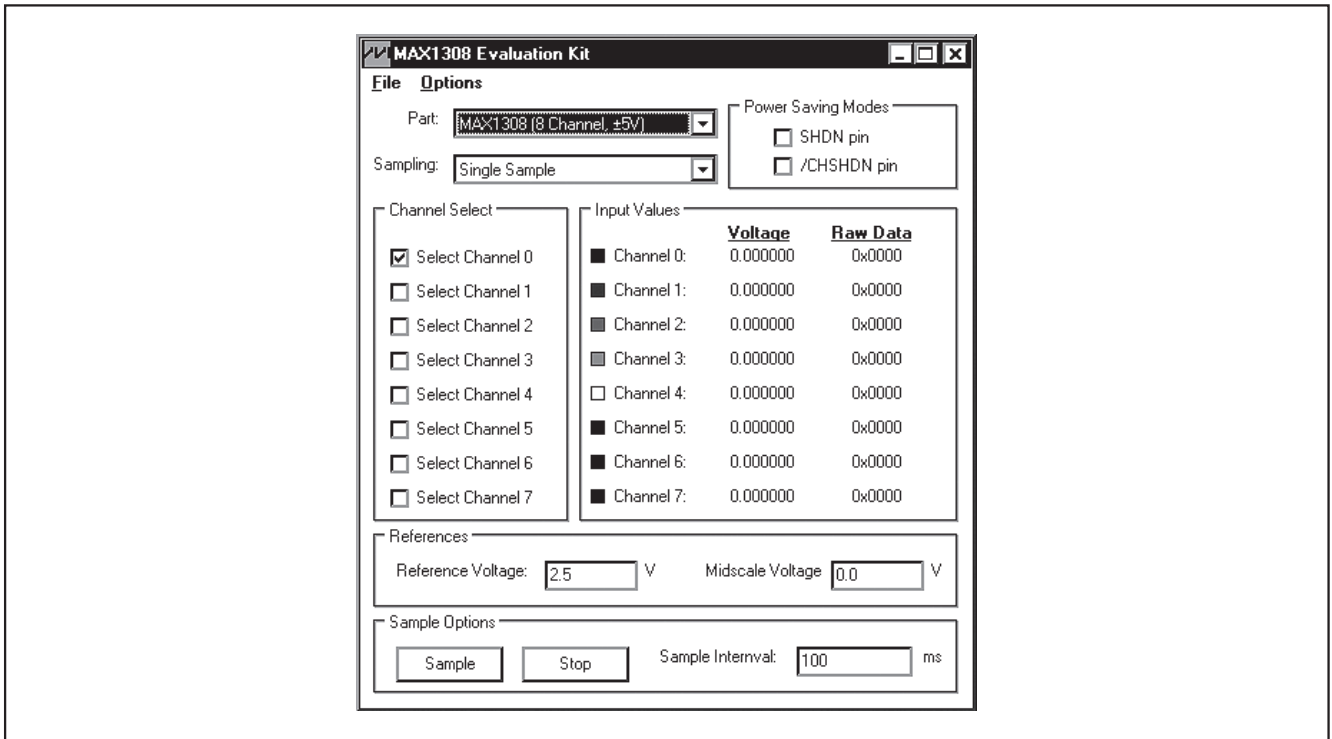 MAX1308 Evaluation Kit
File Options
Part: MAX1308 (8 Channel, ±5V)
Sampling: Single Sample
Power Saving Modes
SHDN pin
/CHSHDN pin
Channel Select
Select Channel 0
Select Channel 1
Select Channel 2
Select Channel 3
Select Channel 4
Select Channel 5
Select Channel 6
Select Channel 7
Input Values
Voltage Raw Data
Channel 0: 0.000000 0x0000
Channel 1: 0.000000 0x0000
Channel 2: 0.000000 0x0000
Channel 3: 0.000000 0x0000
Channel 4: 0.000000 0x0000
Channel 5: 0.000000 0x0000
Channel 6: 0.000000 0x0000
Channel 7: 0.000000 0x0000
References
Reference Voltage: 2.5 V Midscale Voltage 0.0 V
Sample Options
Sample Stop Sample Internval: 100 ms